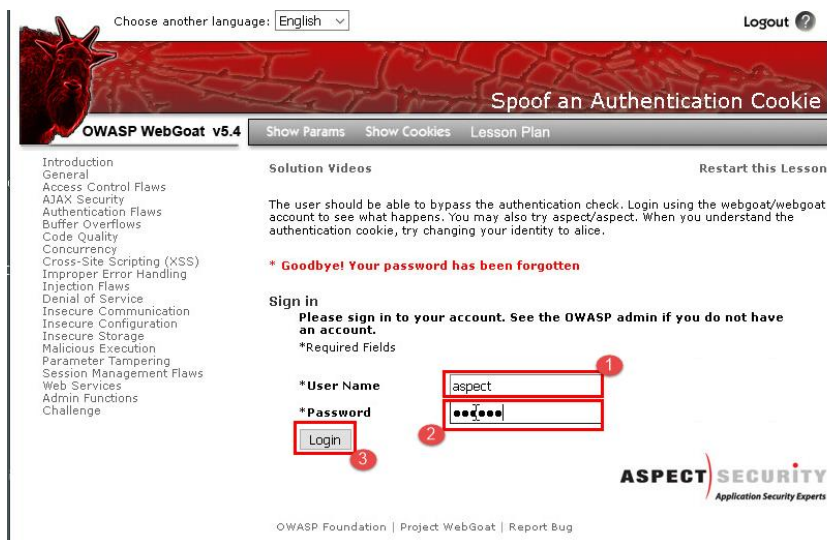 Choose another language: English
Logout ?
Spoof an Authentication Cookie
OWASP WebGoat v5.4
Show Params Show Cookies Lesson Plan
Introduction
General
Access Control Flaws
AJAX Security
Authentication Flaws
Buffer Overflows
Code Quality
Concurrency
Cross-Site Scripting (XSS)
Improper Error Handling
Injection Flaws
Denial of Service
Insecure Communication
Insecure Configuration
Insecure Storage
Malicious Execution
Parameter Tampering
Session Management Flaws
Web Services
Admin Functions
Challenge
Solution Videos
Restart this Lesson
The user should be able to bypass the authentication check. Login using the webgoat/webgoat
account to see what happens. You may also try aspect/aspect. When you understand the
authentication cookie, try changing your identity to alice.
* Goodbye! Your password has been forgotten
Sign in
Please sign in to your account. See the OWASP admin if you do not have
an account.
*Required Fields
1
*User Name aspect
*Password ●●●●●●
2
Login
3
ASPECT SECURITY
Application Security Experts
OWASP Foundation | Project WebGoat | Report Bug